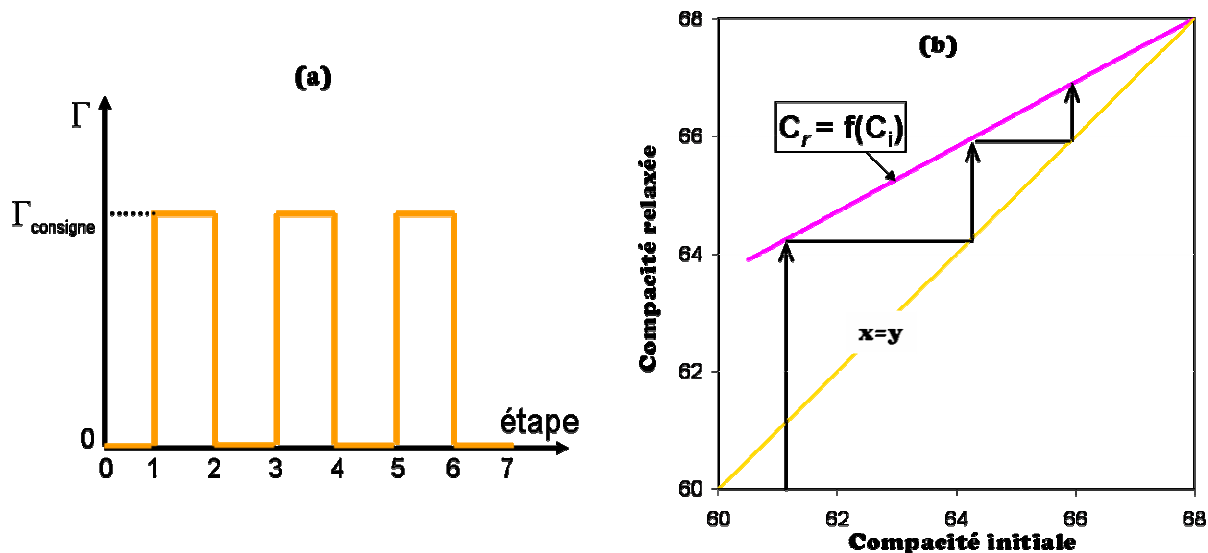 (a)
Γ
Γconsigne
0
étape
0 1 2 3 4 5 6 7
(b)
68
66
64
62
60
Compacité relaxée
Cr = f(Ci)
x=y
60 62 64 66 68
Compacité initiale